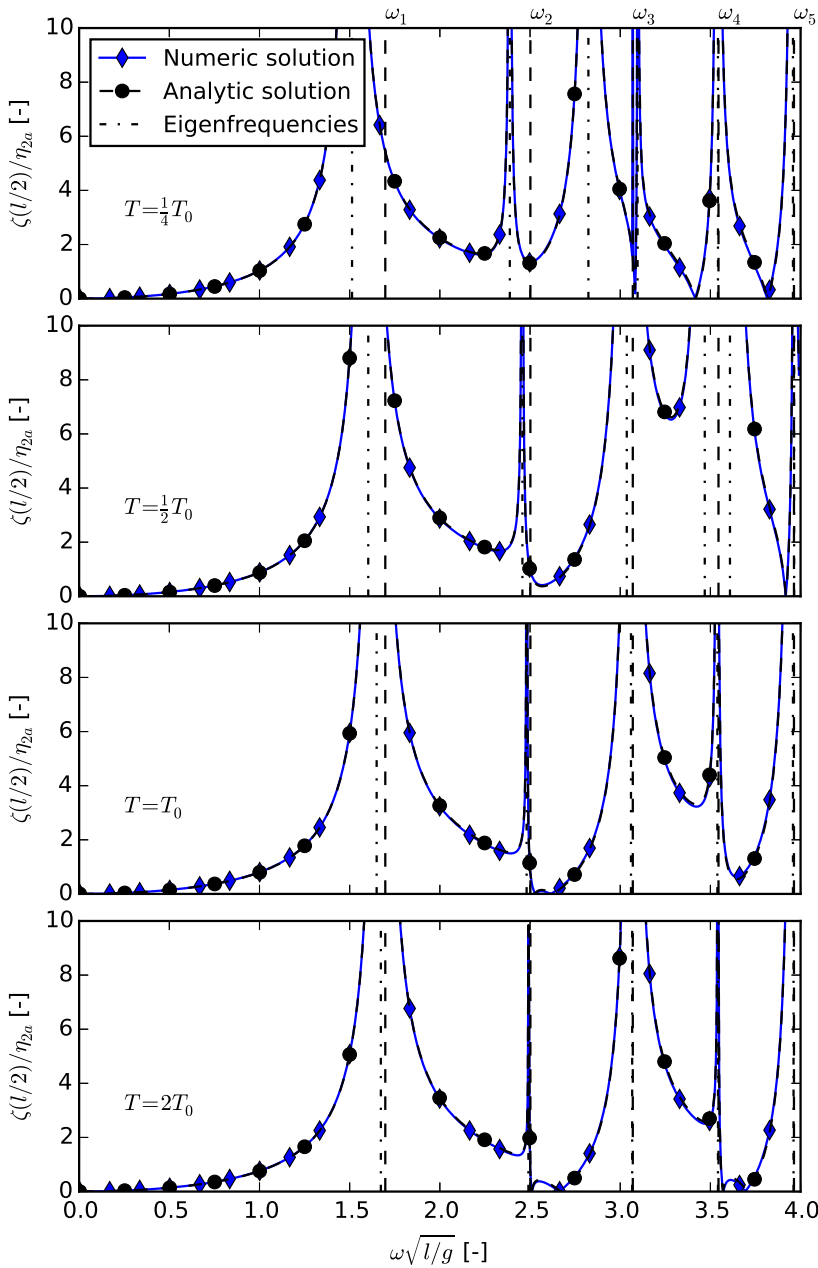 ω₁ ω₂ ω₃ ω₄ ω₅
10
8
6
4
2
0
ζ(l/2)/η₂ₐ [-]
Numeric solution
Analytic solution
Eigenfrequencies
T=¼T₀
10
8
6
4
2
0
ζ(l/2)/η₂ₐ [-]
T=½T₀
10
8
6
4
2
0
ζ(l/2)/η₂ₐ [-]
T=T₀
10
8
6
4
2
0
ζ(l/2)/η₂ₐ [-]
T=2T₀
0.0 0.5 1.0 1.5 2.0 2.5 3.0 3.5 4.0
ω√l/g [-]